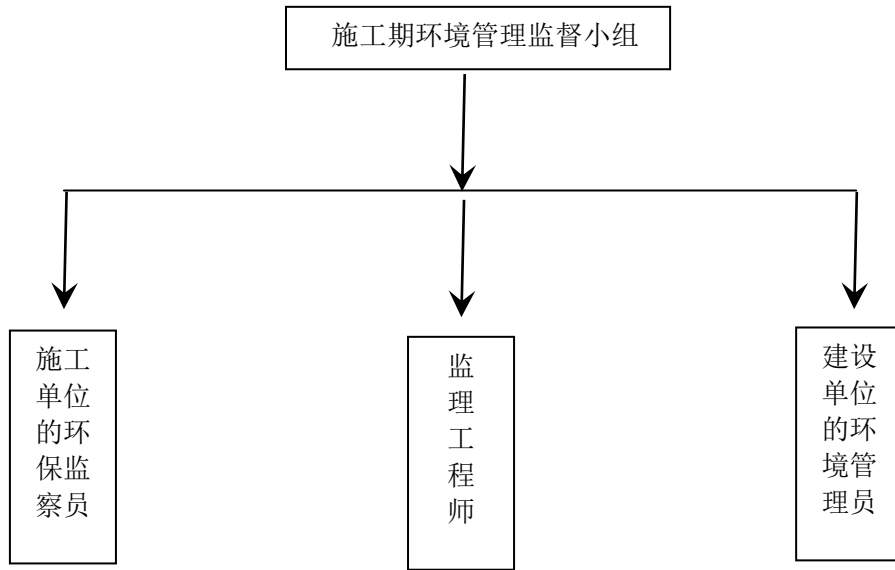 施工期环境管理监督小组
施工
单位
的环
保监
察员
监
理
工
程
师
建设
单位
的环
境管
理员